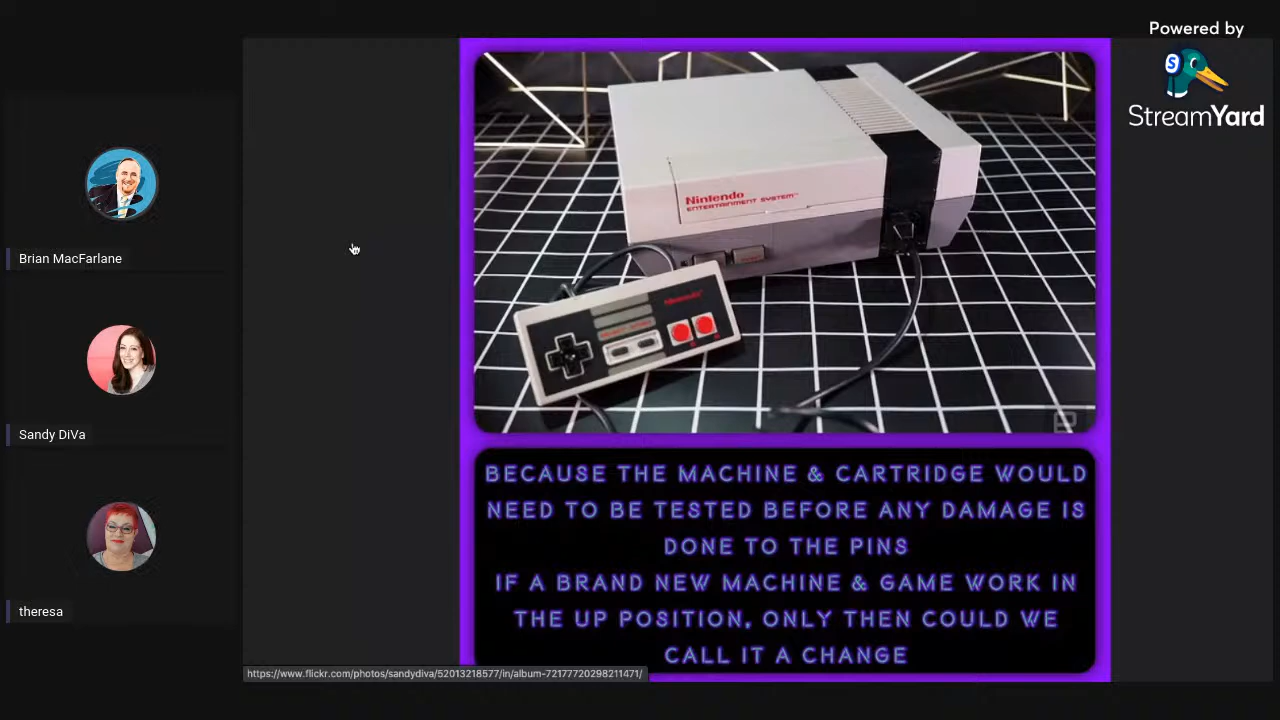 Powered by
StreamYard
Brian MacFarlane
Sandy DiVa
theresa
Nintendo
ENTERTAINMENT SYSTEM™
Nintendo
BECAUSE THE MACHINE & CARTRIDGE WOULD
NEED TO BE TESTED BEFORE ANY DAMAGE IS
DONE TO THE PINS
IF A BRAND NEW MACHINE & GAME WORK IN
THE UP POSITION, ONLY THEN COULD WE
CALL IT A CHANGE
https://www.flickr.com/photos/sandydiva/52013218577/in/album-72177720298211471/